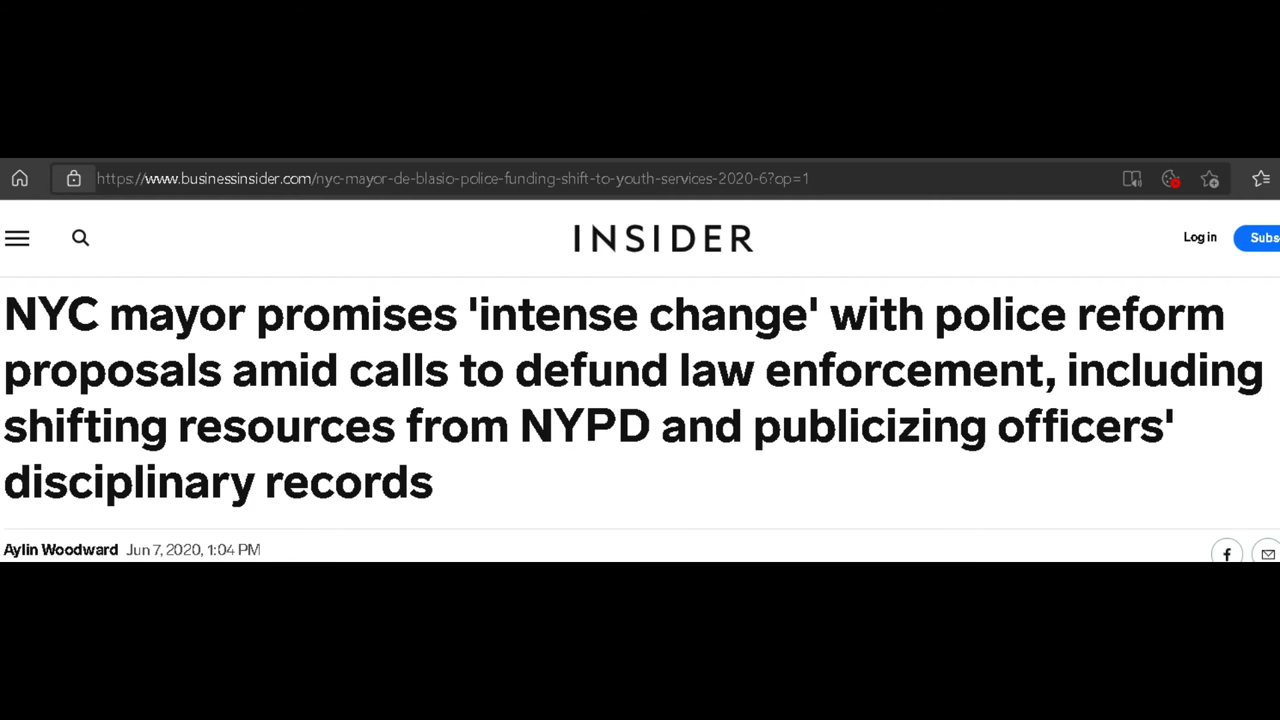 https://www.businessinsider.com/nyc-mayor-de-blasio-police-funding-shift-to-youth-services-2020-6?op=1
INSIDER
Log in
Subs
NYC mayor promises 'intense change' with police reform
proposals amid calls to defund law enforcement, including
shifting resources from NYPD and publicizing officers'
disciplinary records
Aylin Woodward Jun 7, 2020, 1:04 PM